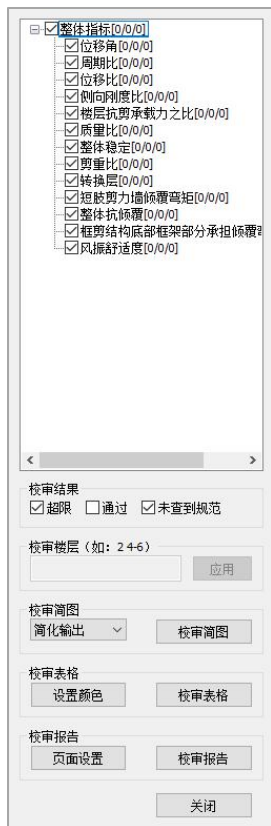 整体指标[0/0/0]
位移角[0/0/0]
周期比[0/0/0]
位移比[0/0/0]
侧向刚度比[0/0/0]
楼层抗剪承载力之比[0/0/0]
质量比[0/0/0]
整体稳定[0/0/0]
剪重比[0/0/0]
转换层[0/0/0]
短肢剪力墙倾覆弯矩[0/0/0]
整体抗倾覆[0/0/0]
框剪结构底部框架部分承担倾覆
风振舒适度[0/0/0]
校审结果
超限 通过 未查到规范
校审楼层（如：2 4-6）
应用
校审简图
简化输出 校审简图
校审表格
设置颜色 校审表格
校审报告
页面设置 校审报告
关闭